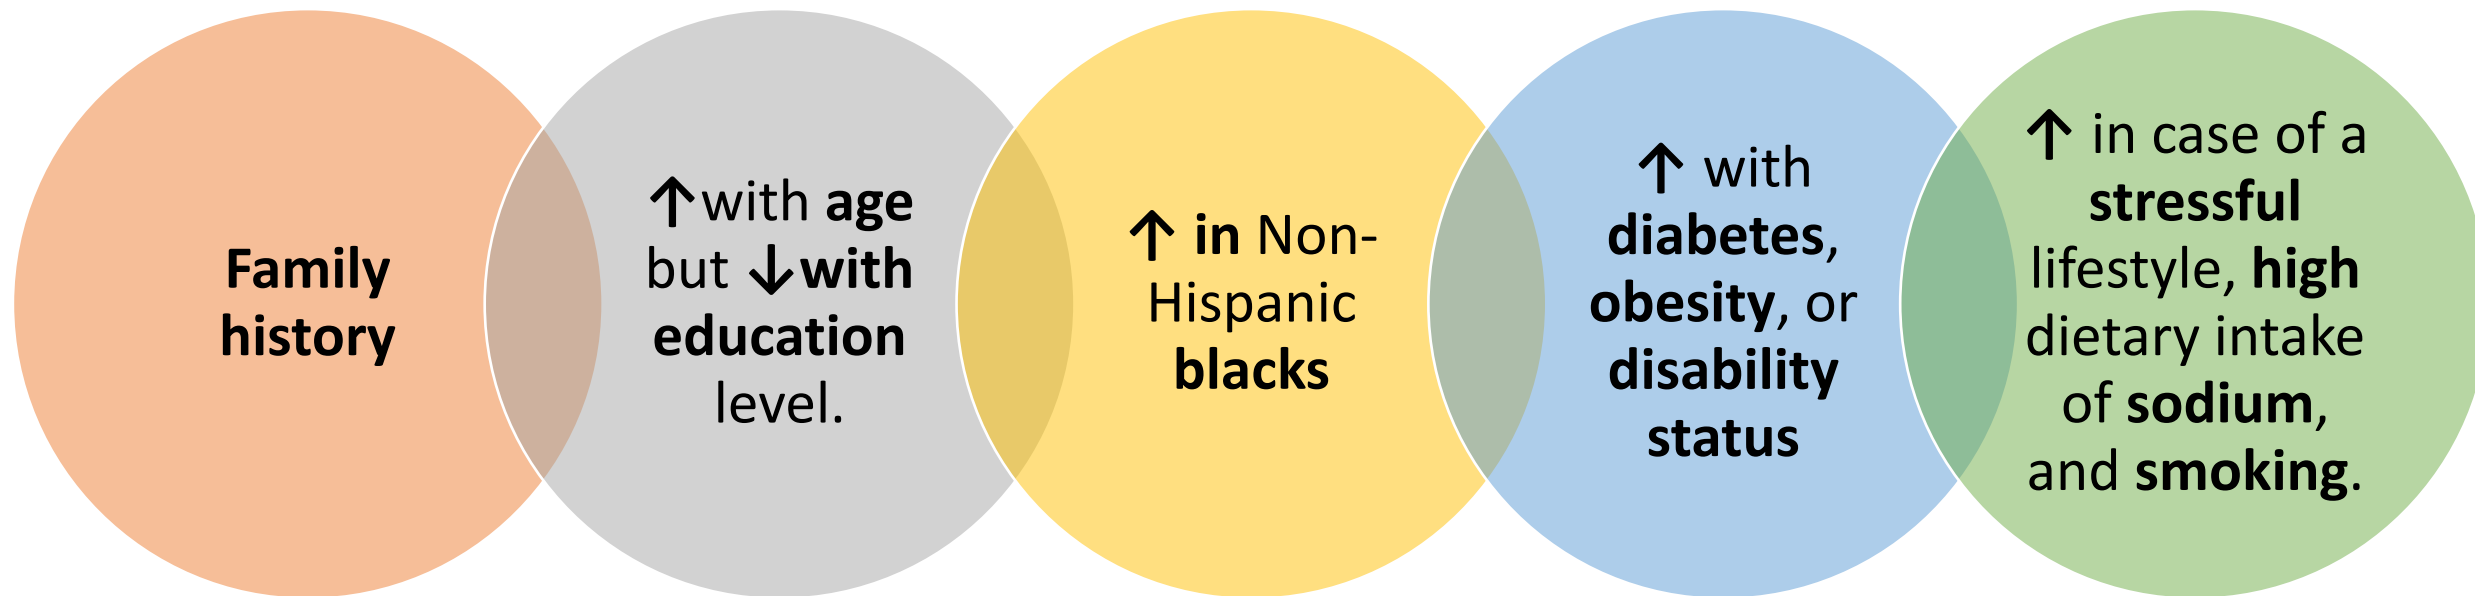 Family
history
↑with age
but ↓with
education
level.
↑ in Non-
Hispanic
blacks
↑ with
diabetes,
obesity, or
disability
status
↑ in case of a
stressful
lifestyle, high
dietary intake
of sodium,
and smoking.